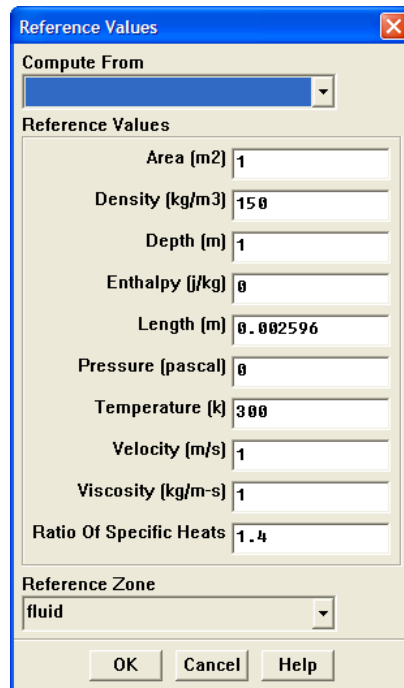 Reference Values
Compute From
Reference Values
Area (m2) 1
Density (kg/m3) 150
Depth (m) 1
Enthalpy (j/kg) 0
Length (m) 0.002596
Pressure (pascal) 0
Temperature (k) 300
Velocity (m/s) 1
Viscosity (kg/m-s) 1
Ratio Of Specific Heats 1.4
Reference Zone
fluid
OK Cancel Help